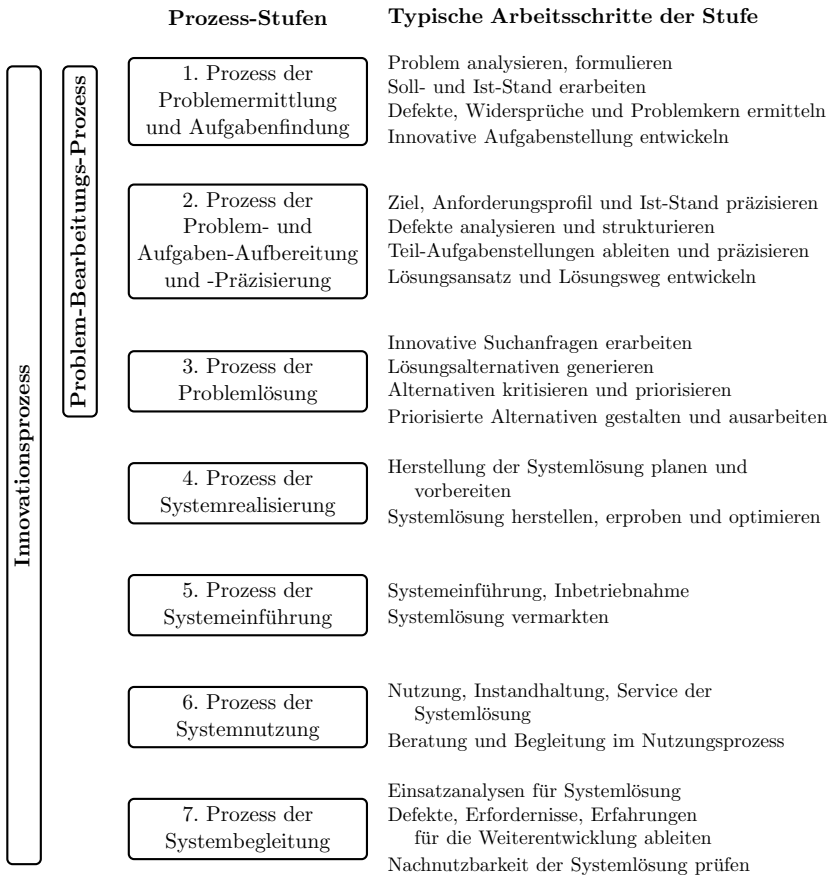 Prozess-Stufen
Typische Arbeitsschritte der Stufe
Innovationsprozess
Problem-Bearbeitungs-Prozess
1. Prozess der
Problemermittlung
und Aufgabenfindung
Problem analysieren, formulieren
Soll- und Ist-Stand erarbeiten
Defekte, Widersprüche und Problemkern ermitteln
Innovative Aufgabenstellung entwickeln
2. Prozess der
Problem- und
Aufgaben-Aufbereitung
und -Präzisierung
Ziel, Anforderungsprofil und Ist-Stand präzisieren
Defekte analysieren und strukturieren
Teil-Aufgabenstellungen ableiten und präzisieren
Lösungsansatz und Lösungsweg entwickeln
3. Prozess der
Problemlösung
Innovative Suchanfragen erarbeiten
Lösungsalternativen generieren
Alternativen kritisieren und priorisieren
Priorisierte Alternativen gestalten und ausarbeiten
4. Prozess der
Systemrealisierung
Herstellung der Systemlösung planen und
vorbereiten
Systemlösung herstellen, erproben und optimieren
5. Prozess der
Systemeinführung
Systemeinführung, Inbetriebnahme
Systemlösung vermarkten
6. Prozess der
Systemnutzung
Nutzung, Instandhaltung, Service der
Systemlösung
Beratung und Begleitung im Nutzungsprozess
7. Prozess der
Systembegleitung
Einsatzanalysen für Systemlösung
Defekte, Erfordernisse, Erfahrungen
für die Weiterentwicklung ableiten
Nachnutzbarkeit der Systemlösung prüfen